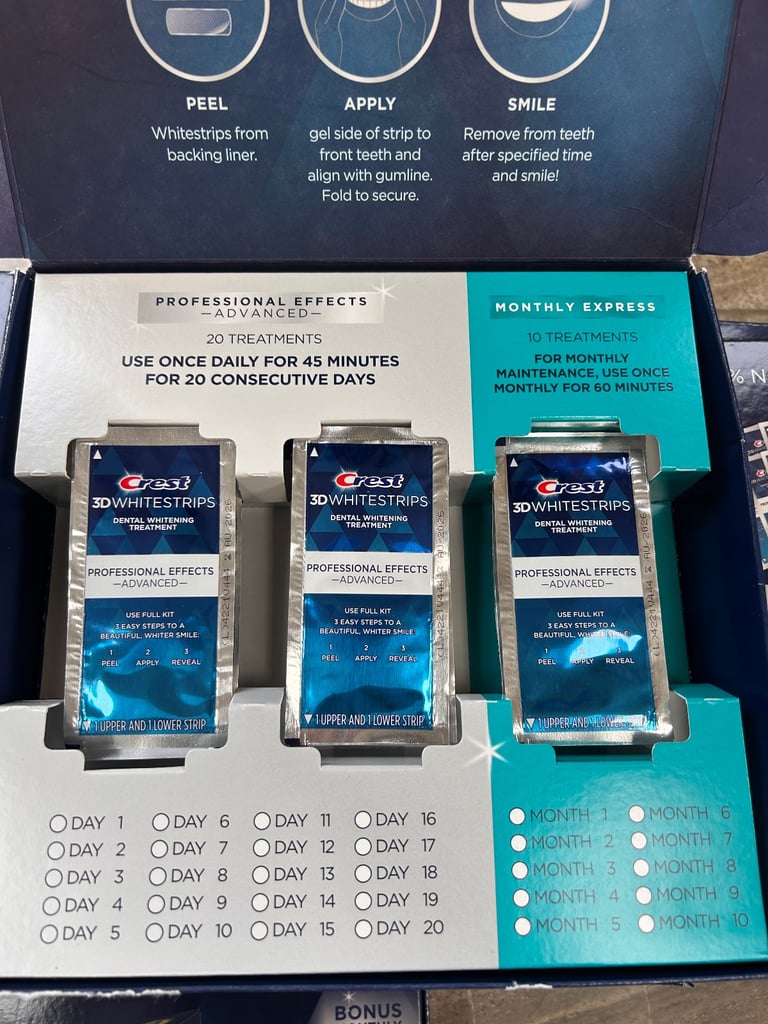 PEEL
Whitestrips from
backing liner.
APPLY
gel side of strip to
front teeth and
align with gumline.
Fold to secure.
SMILE
Remove from teeth
after specified time
and smile!
PROFESSIONAL EFFECTS
—ADVANCED—
20 TREATMENTS
USE ONCE DAILY FOR 45 MINUTES
FOR 20 CONSECUTIVE DAYS
MONTHLY EXPRESS
10 TREATMENTS
FOR MONTHLY
MAINTENANCE, USE ONCE
MONTHLY FOR 60 MINUTES
% N
Crest
3DWHITESTRIPS
DENTAL WHITENING
TREATMENT
PROFESSIONAL EFFECTS
—ADVANCED—
USE FULL KIT
3 EASY STEPS TO A
BEAUTIFUL, WHITER SMILE:
1 2 3
PEEL APPLY REVEAL
1 UPPER AND 1 LOWER STRIP
Crest
3DWHITESTRIPS
DENTAL WHITENING
TREATMENT
PROFESSIONAL EFFECTS
—ADVANCED—
USE FULL KIT
3 EASY STEPS TO A
BEAUTIFUL, WHITER SMILE:
1 2 3
PEEL APPLY REVEAL
1 UPPER AND 1 LOWER STRIP
Crest
3DWHITESTRIPS
DENTAL WHITENING
TREATMENT
PROFESSIONAL EFFECTS
—ADVANCED—
USE FULL KIT
3 EASY STEPS TO A
BEAUTIFUL, WHITER SMILE:
1 2 3
PEEL APPLY REVEAL
1 UPPER AND 1 LOWER STRIP
DAY 1 DAY 6 DAY 11 DAY 16
DAY 2 DAY 7 DAY 12 DAY 17
DAY 3 DAY 8 DAY 13 DAY 18
DAY 4 DAY 9 DAY 14 DAY 19
DAY 5 DAY 10 DAY 15 DAY 20
MONTH 1 MONTH 6
MONTH 2 MONTH 7
MONTH 3 MONTH 8
MONTH 4 MONTH 9
MONTH 5 MONTH 10
BONUS